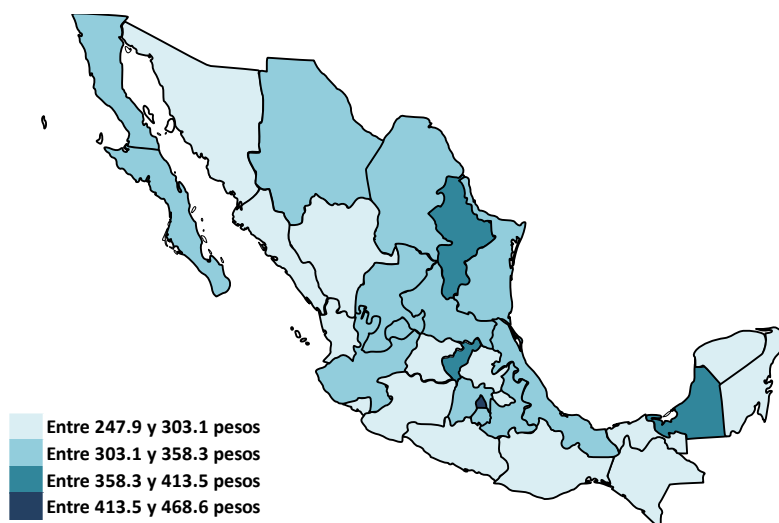 Entre 247.9 y 303.1 pesos
Entre 303.1 y 358.3 pesos
Entre 358.3 y 413.5 pesos
Entre 413.5 y 468.6 pesos